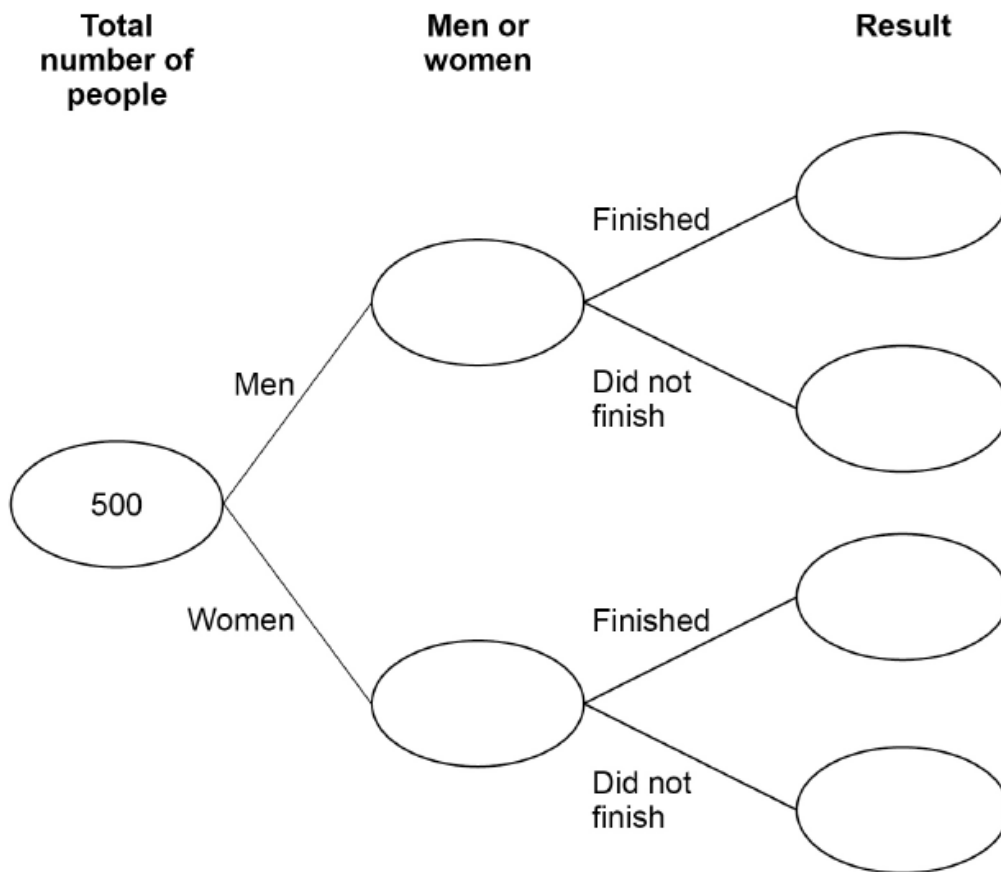 Total
number of
people
Men or
women
Result
Finished
Men
Did not
finish
500
Women
Finished
Did not
finish